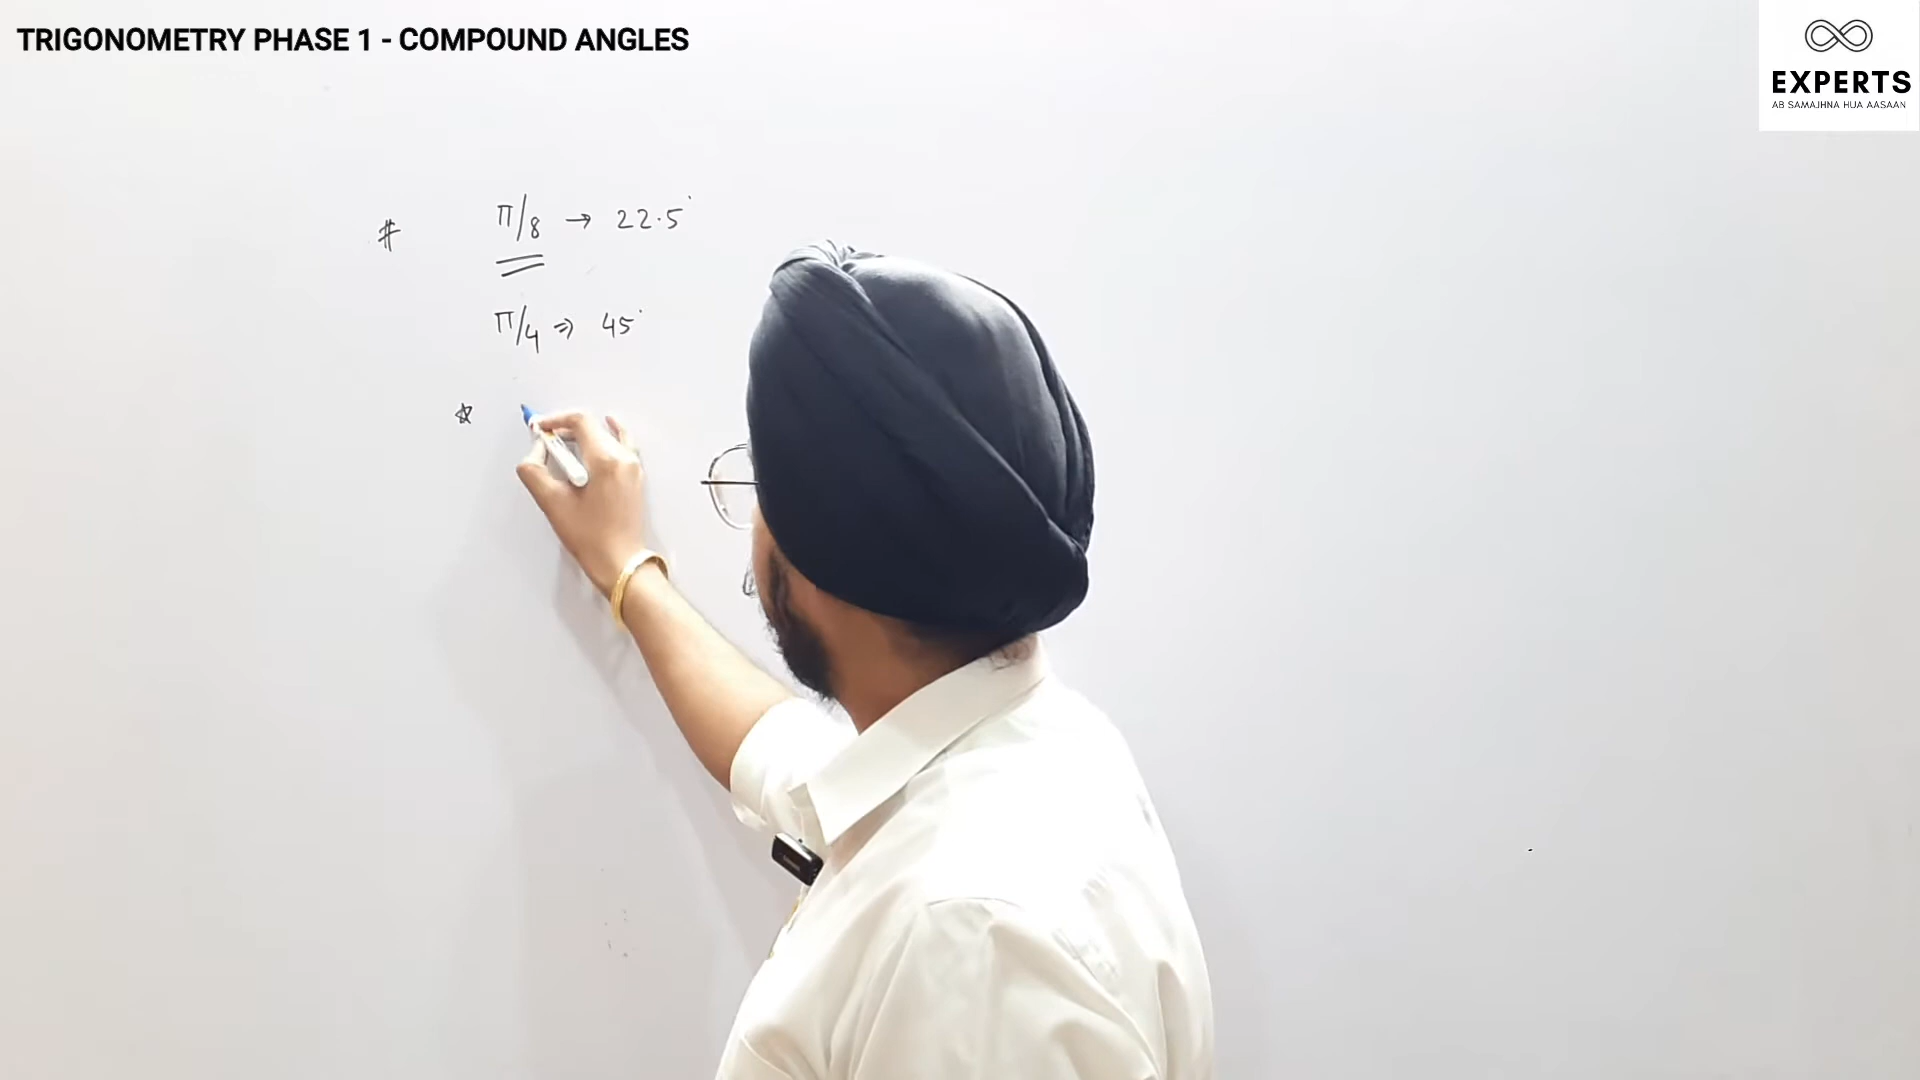 TRIGONOMETRY PHASE 1 - COMPOUND ANGLES
EXPERTS
AB SAMAJHNA HUA AASAAN
# π/8 → 22.5°
π/4 ⇒ 45°
☆